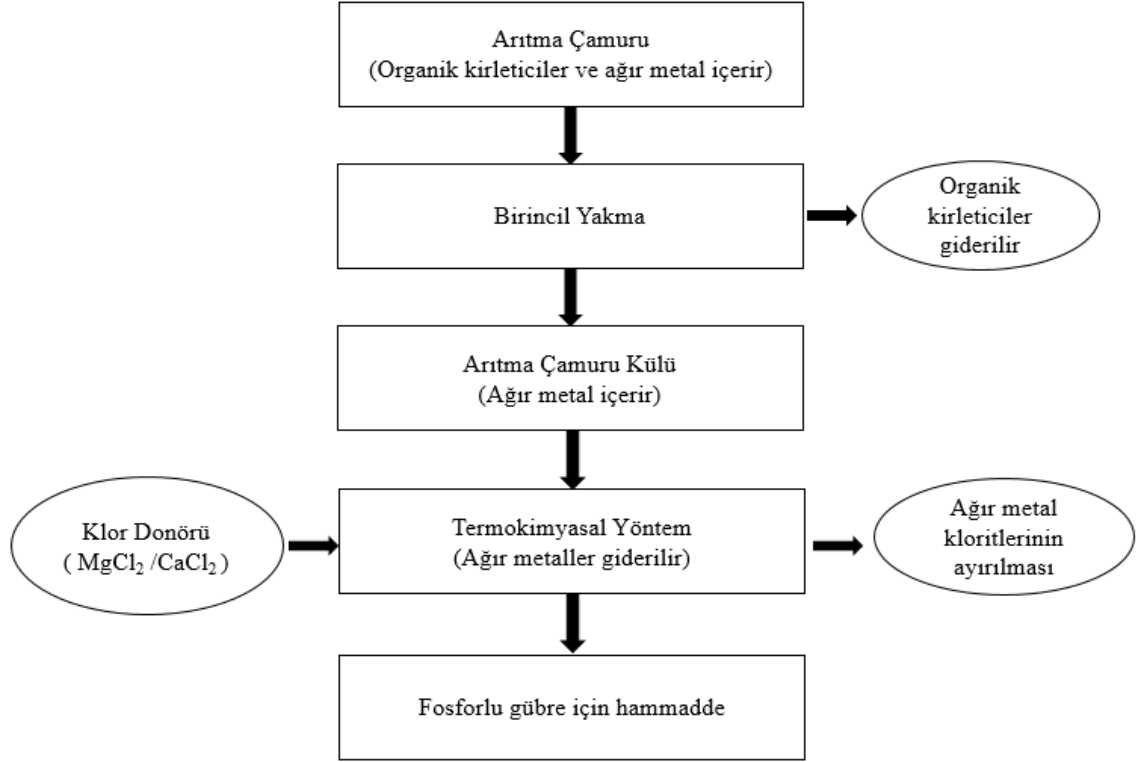 Arıtma Çamuru
(Organik kirleticiler ve ağır metal içerir)
Birincil Yakma
Organik
kirleticiler
giderilir
Arıtma Çamuru Külü
(Ağır metal içerir)
Klor Donörü
( MgCl₂ /CaCl₂ )
Termokimyasal Yöntem
(Ağır metaller giderilir)
Ağır metal
kloritlerinin
ayırılması
Fosforlu gübre için hammadde